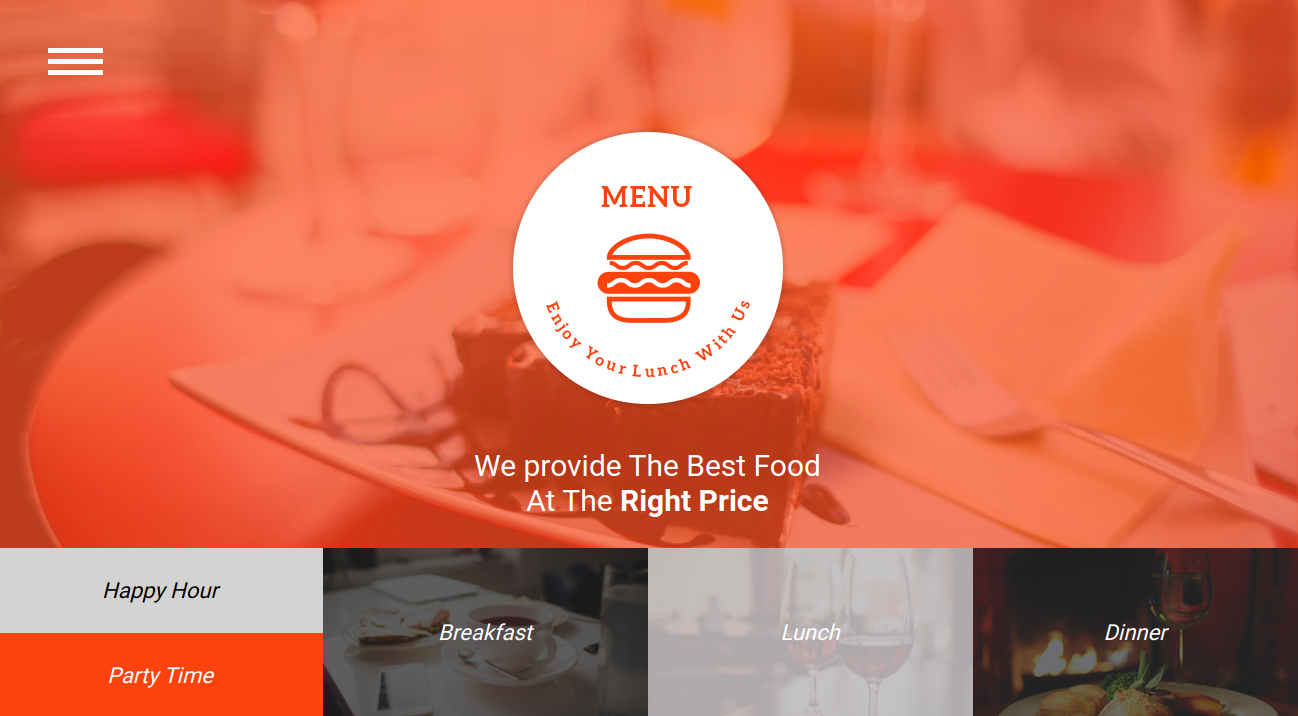 MENU
Enjoy Your Lunch With Us
We provide The Best Food
At The Right Price
Happy Hour
Party Time
Breakfast
Lunch
Dinner